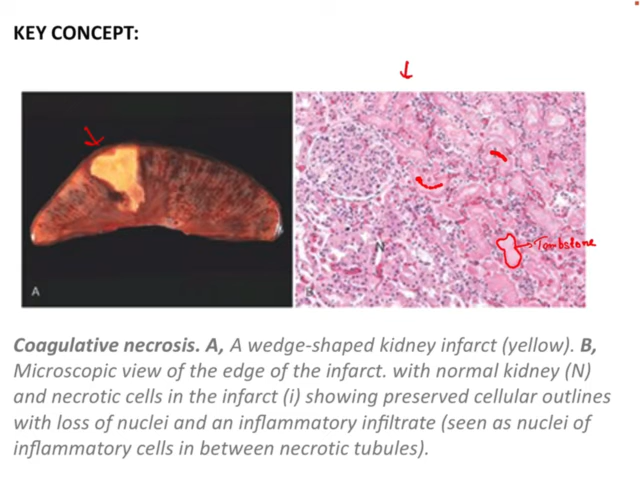 KEY CONCEPT:
Tombstone
N
A
Coagulative necrosis. A, A wedge-shaped kidney infarct (yellow). B,
Microscopic view of the edge of the infarct. with normal kidney (N)
and necrotic cells in the infarct (i) showing preserved cellular outlines
with loss of nuclei and an inflammatory infiltrate (seen as nuclei of
inflammatory cells in between necrotic tubules).